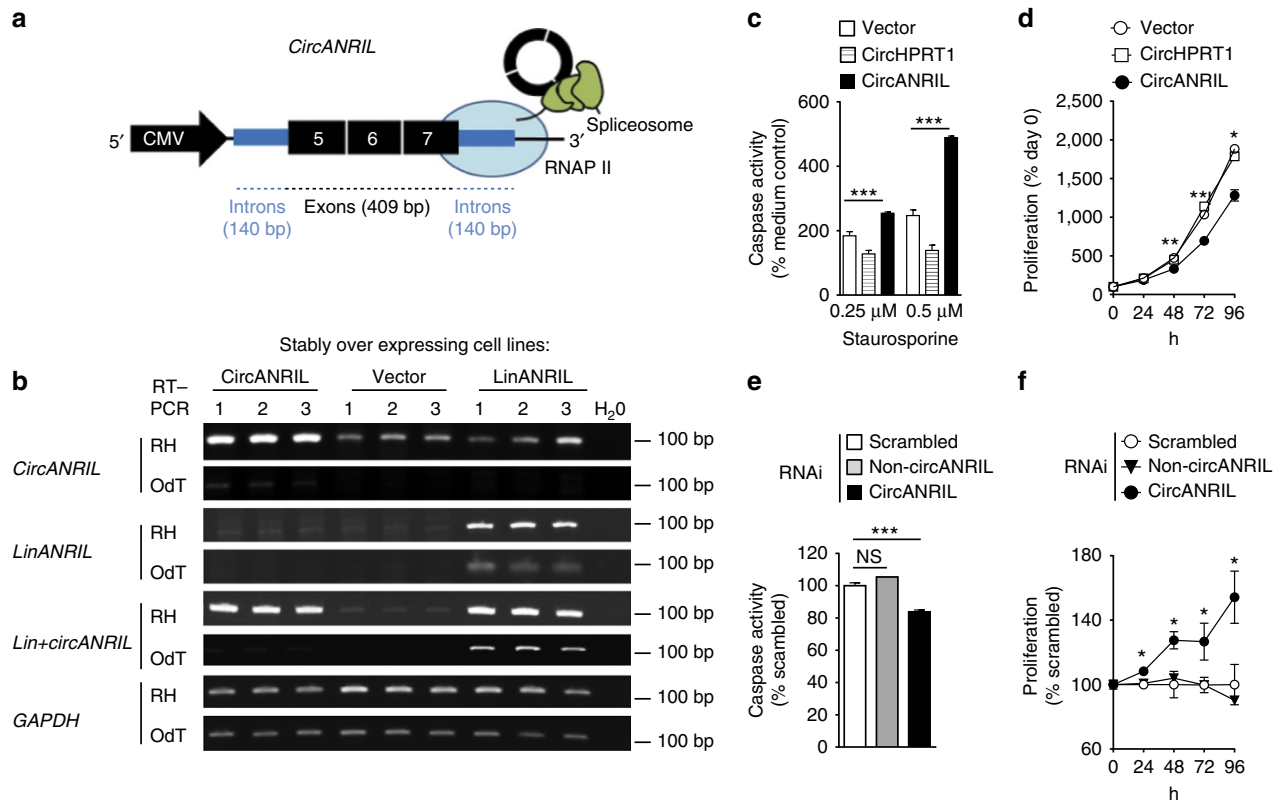 a
CircANRIL
5′ CMV 5 6 7 3′
Spliceosome
RNAP II
Introns Exons (409 bp) Introns
(140 bp) (140 bp)
b
Stably over expressing cell lines:
RT–
PCR
CircANRIL Vector LinANRIL
1 2 3 1 2 3 1 2 3 H20
CircANRIL
RH 100 bp
OdT 100 bp
LinANRIL
RH 100 bp
OdT 100 bp
Lin+circANRIL
RH 100 bp
OdT 100 bp
GAPDH
RH 100 bp
OdT 100 bp
c
Vector
CircHPRT1
CircANRIL
Caspase activity
(% medium control)
600
400
200
0
***
***
0.25 μM 0.5 μM
Staurosporine
d
Vector
CircHPRT1
CircANRIL
Proliferation (% day 0)
2,500
2,000
1,500
1,000
500
0
**
**
*
0 24 48 72 96
h
e
RNAi
Scrambled
Non-circANRIL
CircANRIL
Caspase activity
(% scrambled)
120
100
80
60
40
20
0
***
NS
f
RNAi
Scrambled
Non-circANRIL
CircANRIL
Proliferation
(% scrambled)
180
140
100
60
*
*
*
*
0 24 48 72 96
h